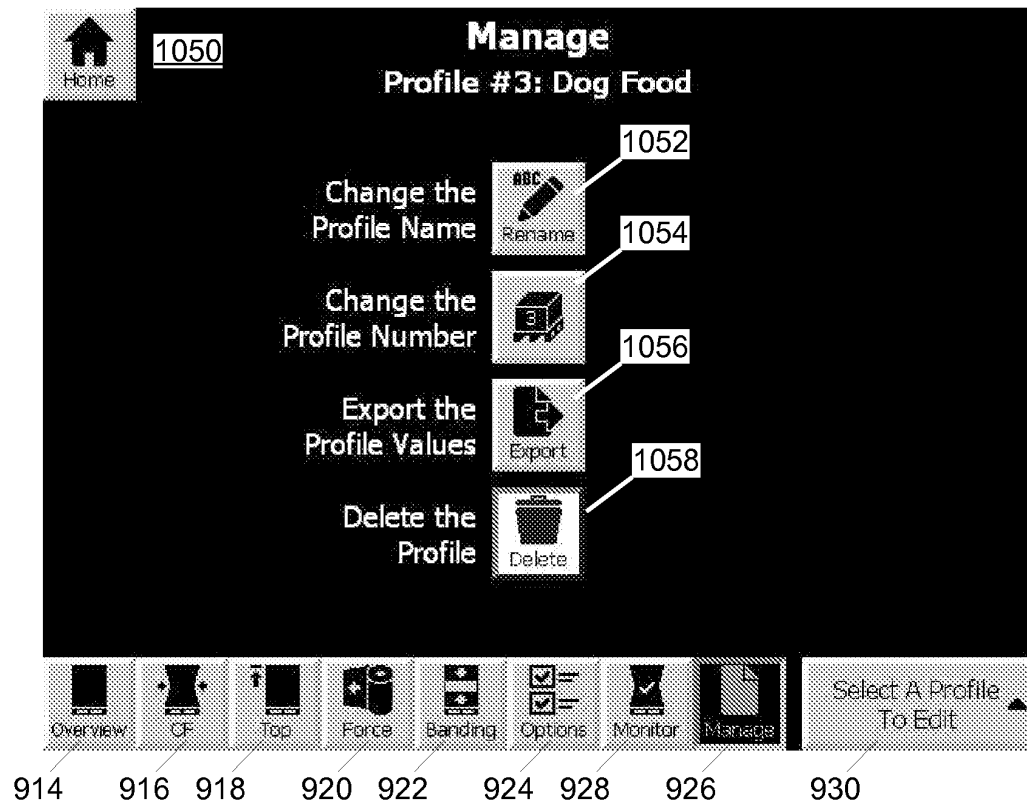 Home
1050
Manage
Profile #3: Dog Food
1052
Change the
Profile Name
ABC
Rename
1054
Change the
Profile Number
3
1056
Export the
Profile Values
Export
1058
Delete the
Profile
Delete
Overview
CF
Top
Force
Banding
Options
Monitor
Manage
Select A Profile
To Edit
914 916 918 920 922 924 928 926 930